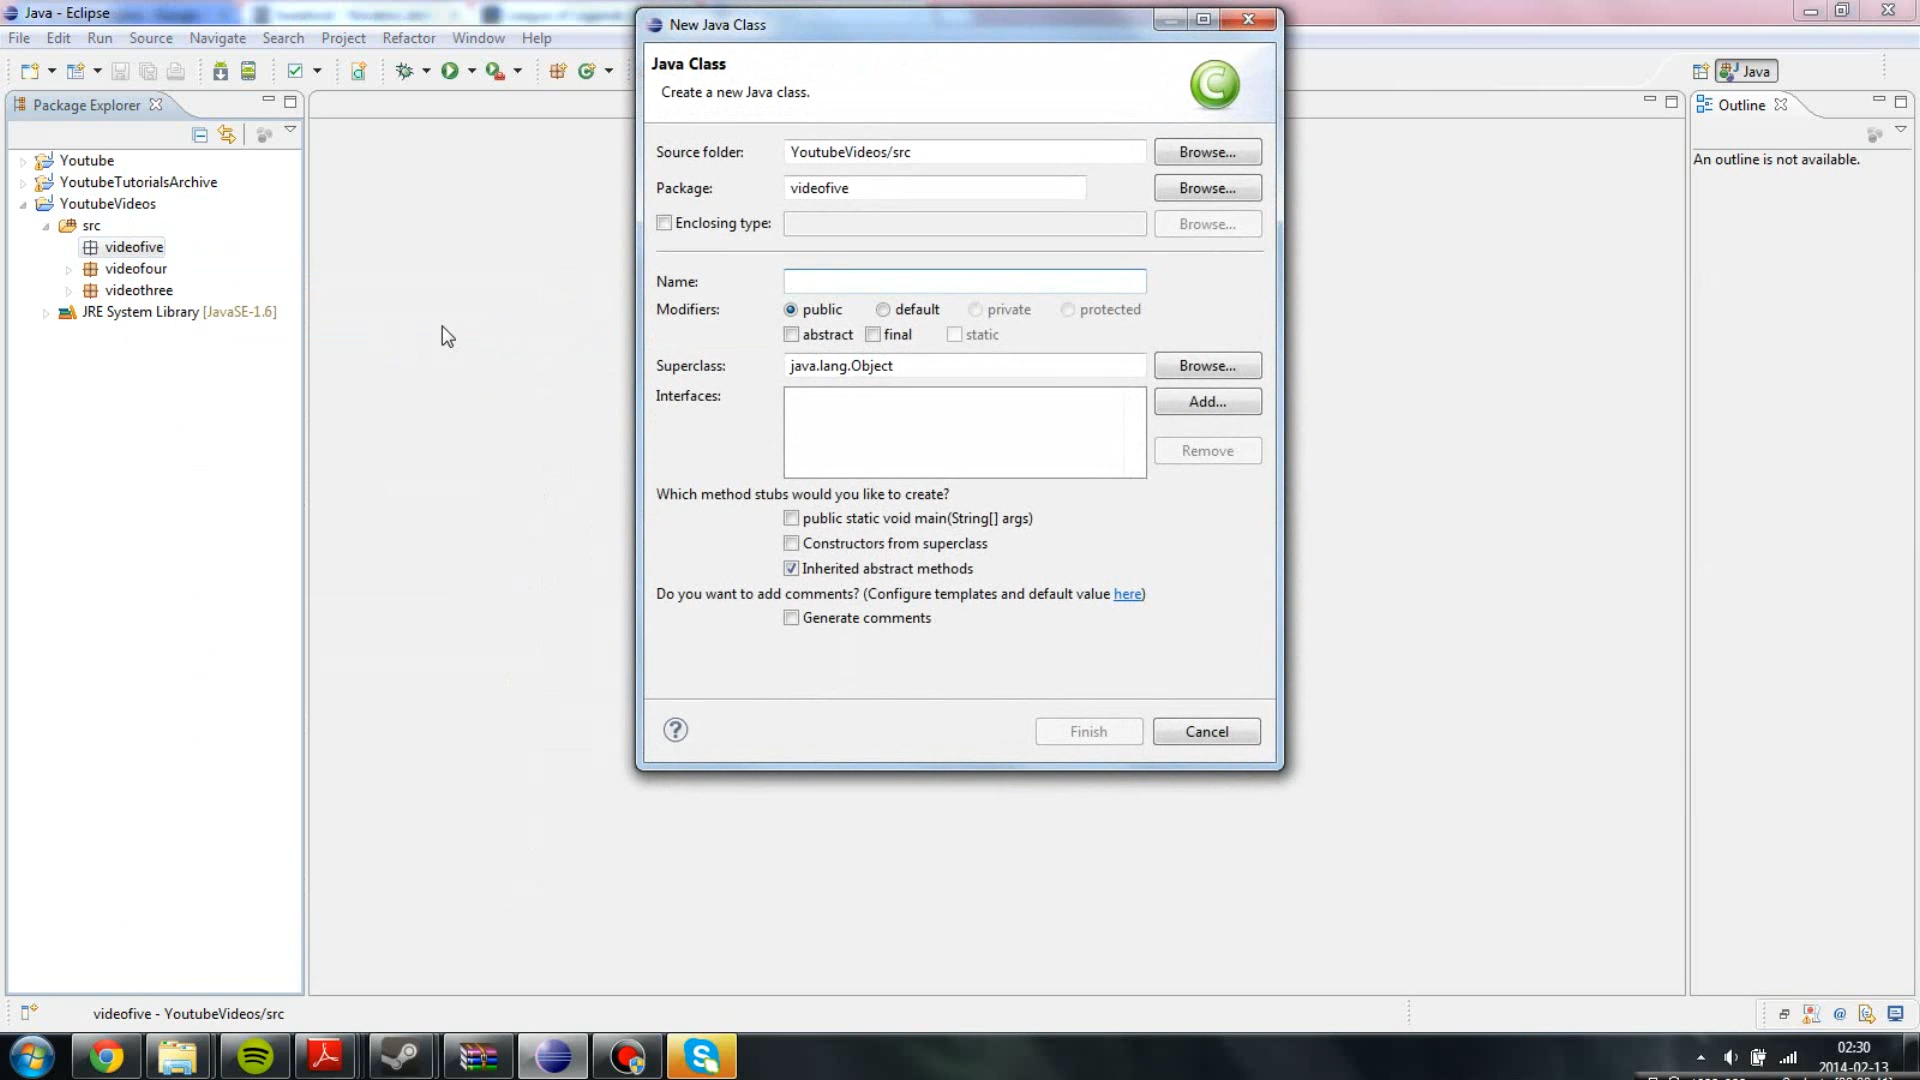 Java - Eclipse
New Java Class
File Edit Run Source Navigate Search Project Refactor Window Help
Java Class
Create a new Java class.
Java
Package Explorer
Outline
An outline is not available.
Youtube
YoutubeTutorialsArchive
YoutubeVideos
src
videofive
videofour
videothree
JRE System Library [JavaSE-1.6]
Source folder: YoutubeVideos/src Browse...
Package: videofive Browse...
Enclosing type: Browse...
Name:
Modifiers: public default private protected
abstract final static
Superclass: java.lang.Object Browse...
Interfaces: Add...
Remove
Which method stubs would you like to create?
public static void main(String[] args)
Constructors from superclass
Inherited abstract methods
Do you want to add comments? (Configure templates and default value here)
Generate comments
Finish Cancel
videofive - YoutubeVideos/src
02:30
2014-02-13